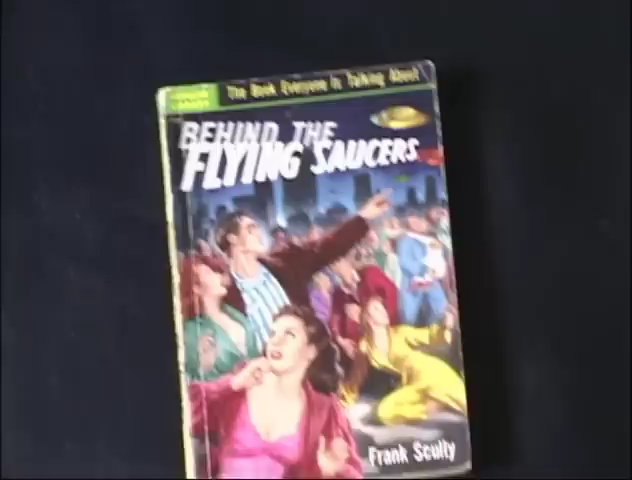 The Book Everyone Is Talking About
BEHIND THE
FLYING SAUCERS
Frank Scully